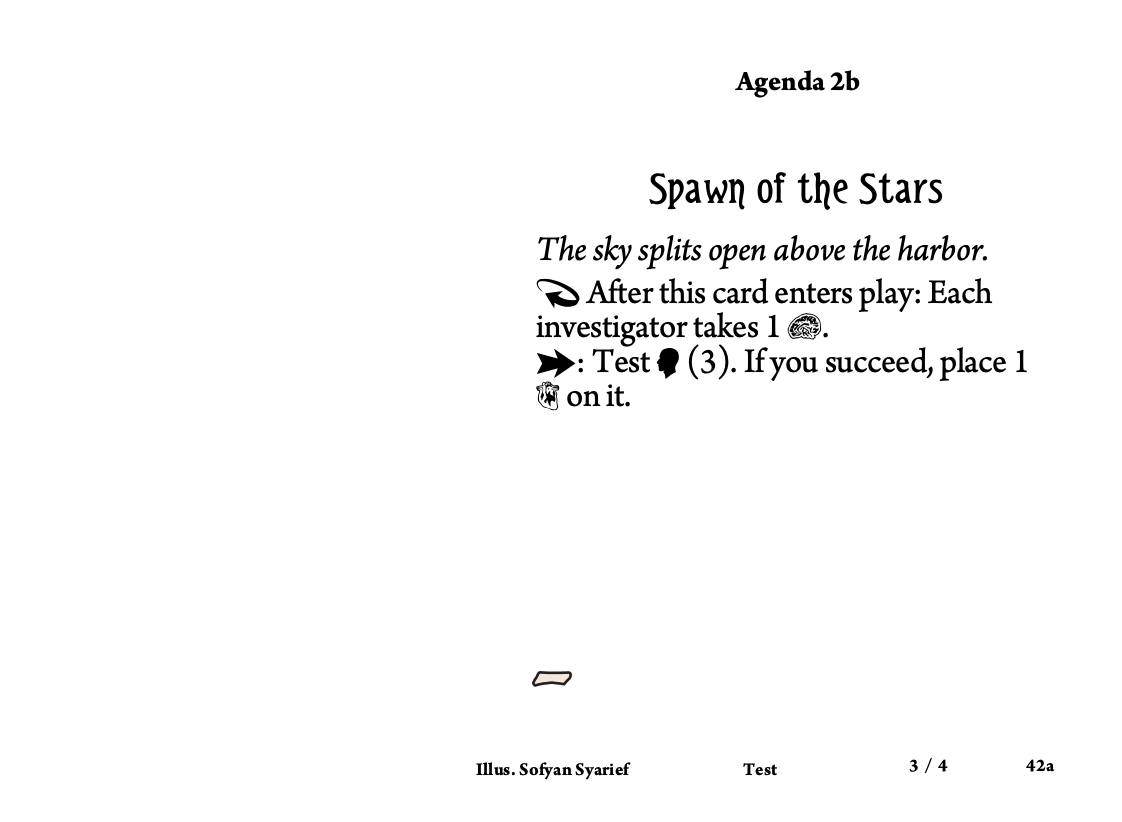 Agenda 2b
Spawn of the Stars
The sky splits open above the harbor.
After this card enters play: Each
investigator takes 1 .
: Test (3). If you succeed, place 1
on it.
Illus. Sofyan Syarief Test 3 / 4 42a